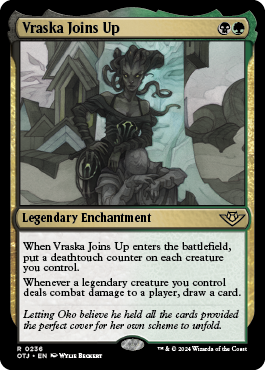 Vraska Joins Up
Legendary Enchantment
When Vraska Joins Up enters the battlefield,
put a deathtouch counter on each creature
you control.
Whenever a legendary creature you control
deals combat damage to a player, draw a card.
Letting Oko believe he held all the cards provided
the perfect cover for her own scheme to unfold.
R 0236
OTJ • EN Wylie Beckert
™ & © 2024 Wizards of the Coast